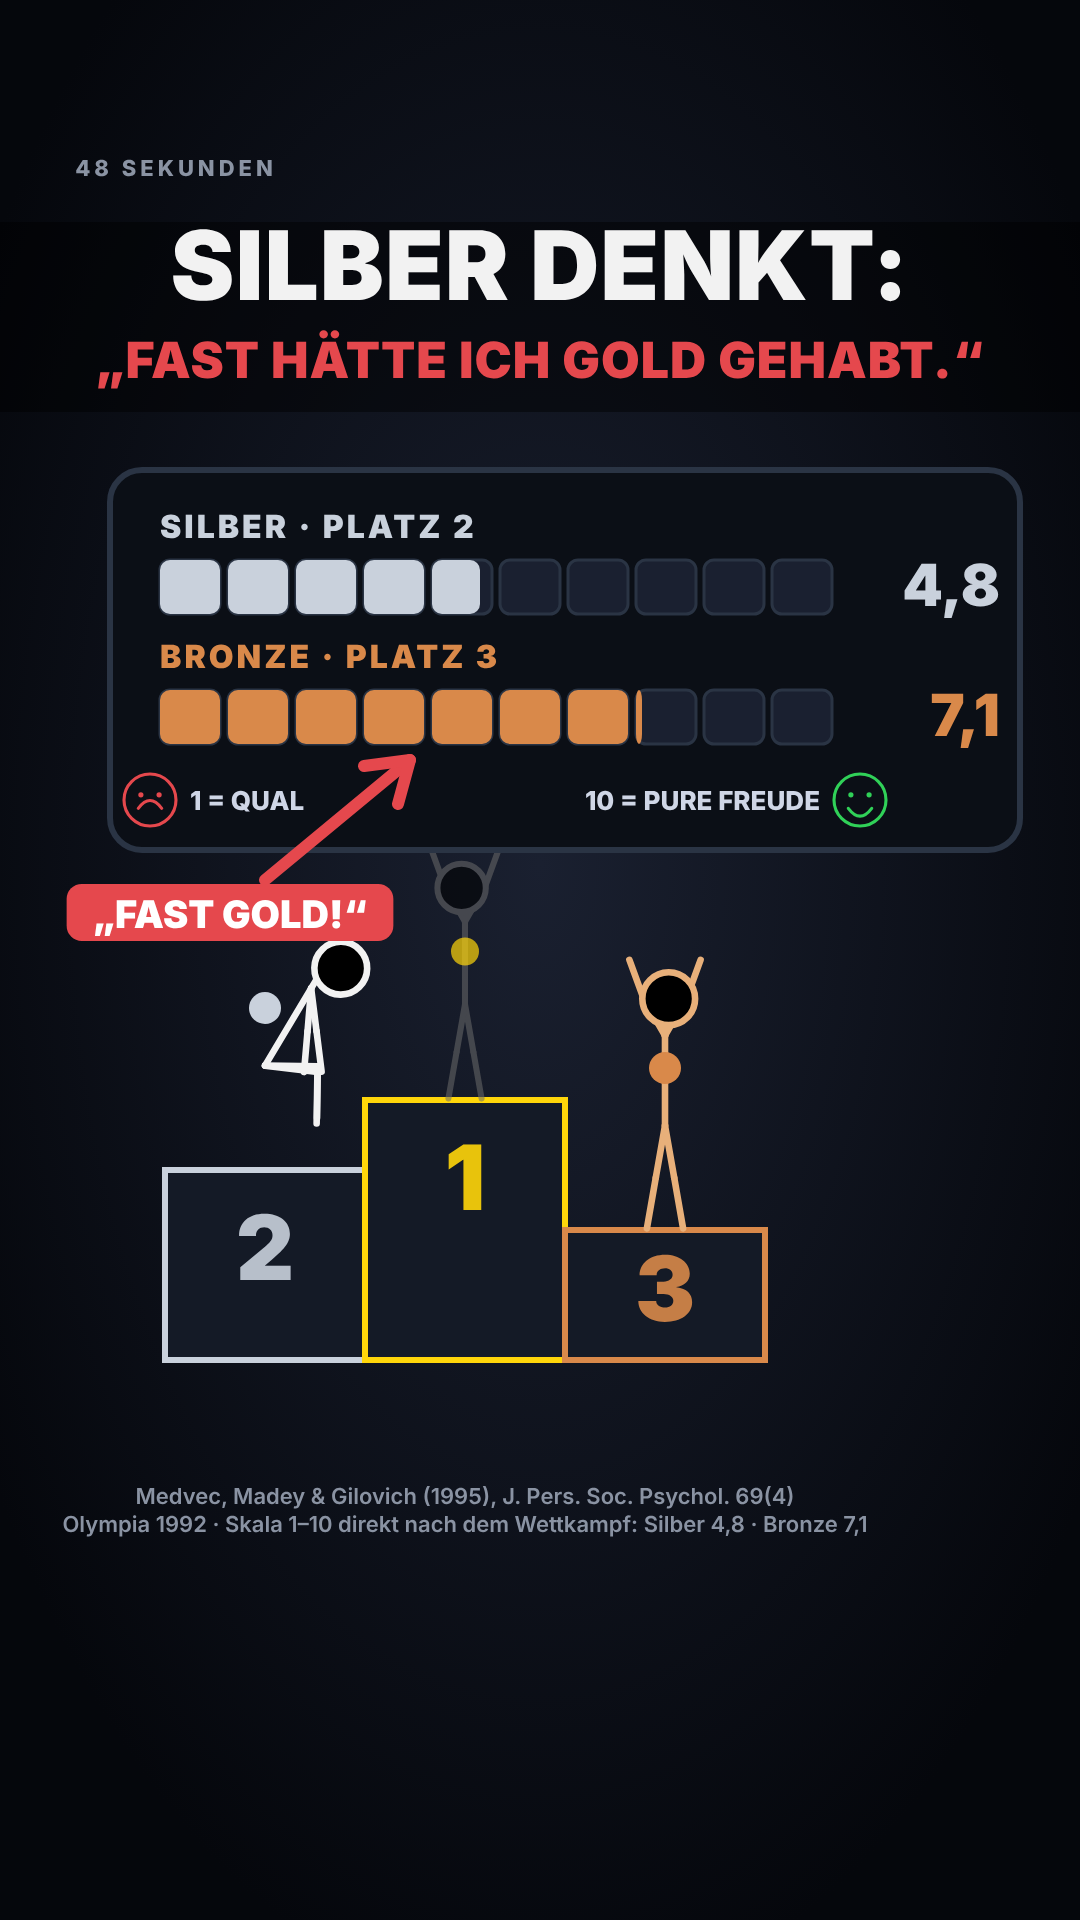 48 SEKUNDEN
SILBER DENKT:
„FAST HÄTTE ICH GOLD GEHABT.“
SILBER · PLATZ 2
4,8
BRONZE · PLATZ 3
7,1
1 = QUAL
10 = PURE FREUDE
„FAST GOLD!“
1
2
3
Medvec, Madey & Gilovich (1995), J. Pers. Soc. Psychol. 69(4)
Olympia 1992 · Skala 1–10 direkt nach dem Wettkampf: Silber 4,8 · Bronze 7,1